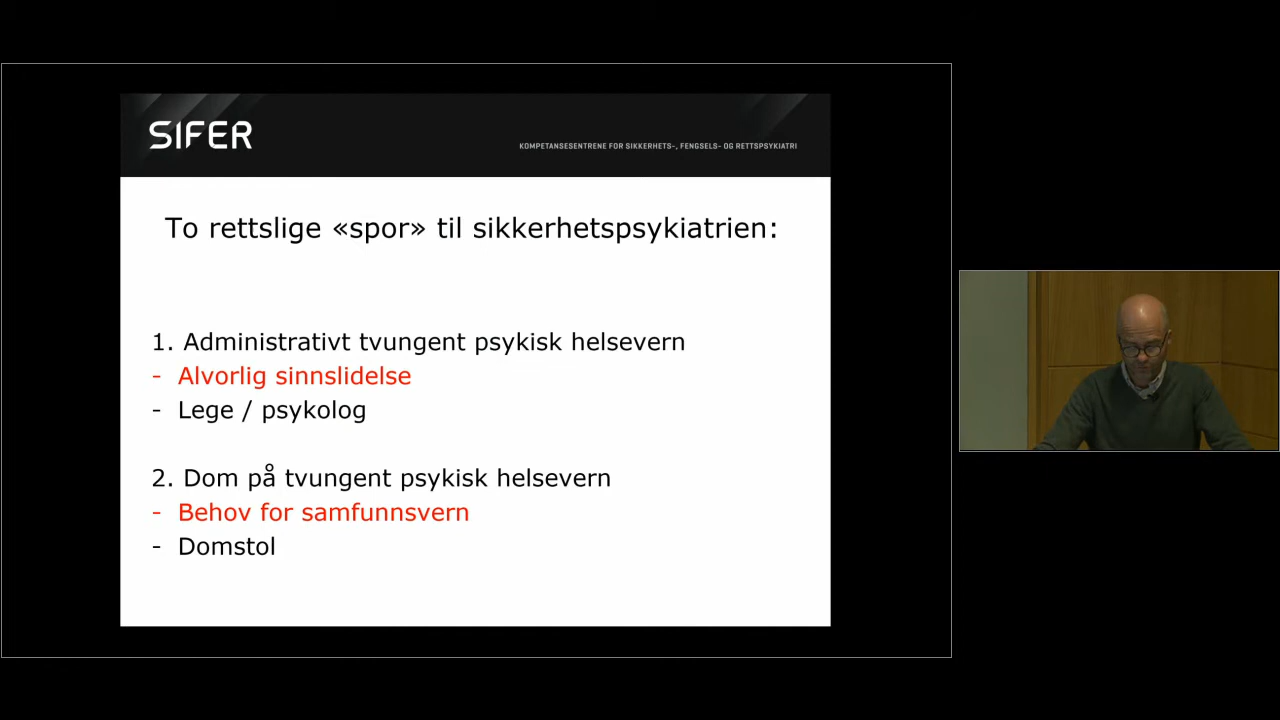 SIFER
KOMPETANSESENTRENE FOR SIKKERHETS-, FENGSELS- OG RETTSPSYKIATRI
To rettslige «spor» til sikkerhetspsykiatrien:
1. Administrativt tvungent psykisk helsevern
- Alvorlig sinnslidelse
- Lege / psykolog
2. Dom på tvungent psykisk helsevern
- Behov for samfunnsvern
- Domstol